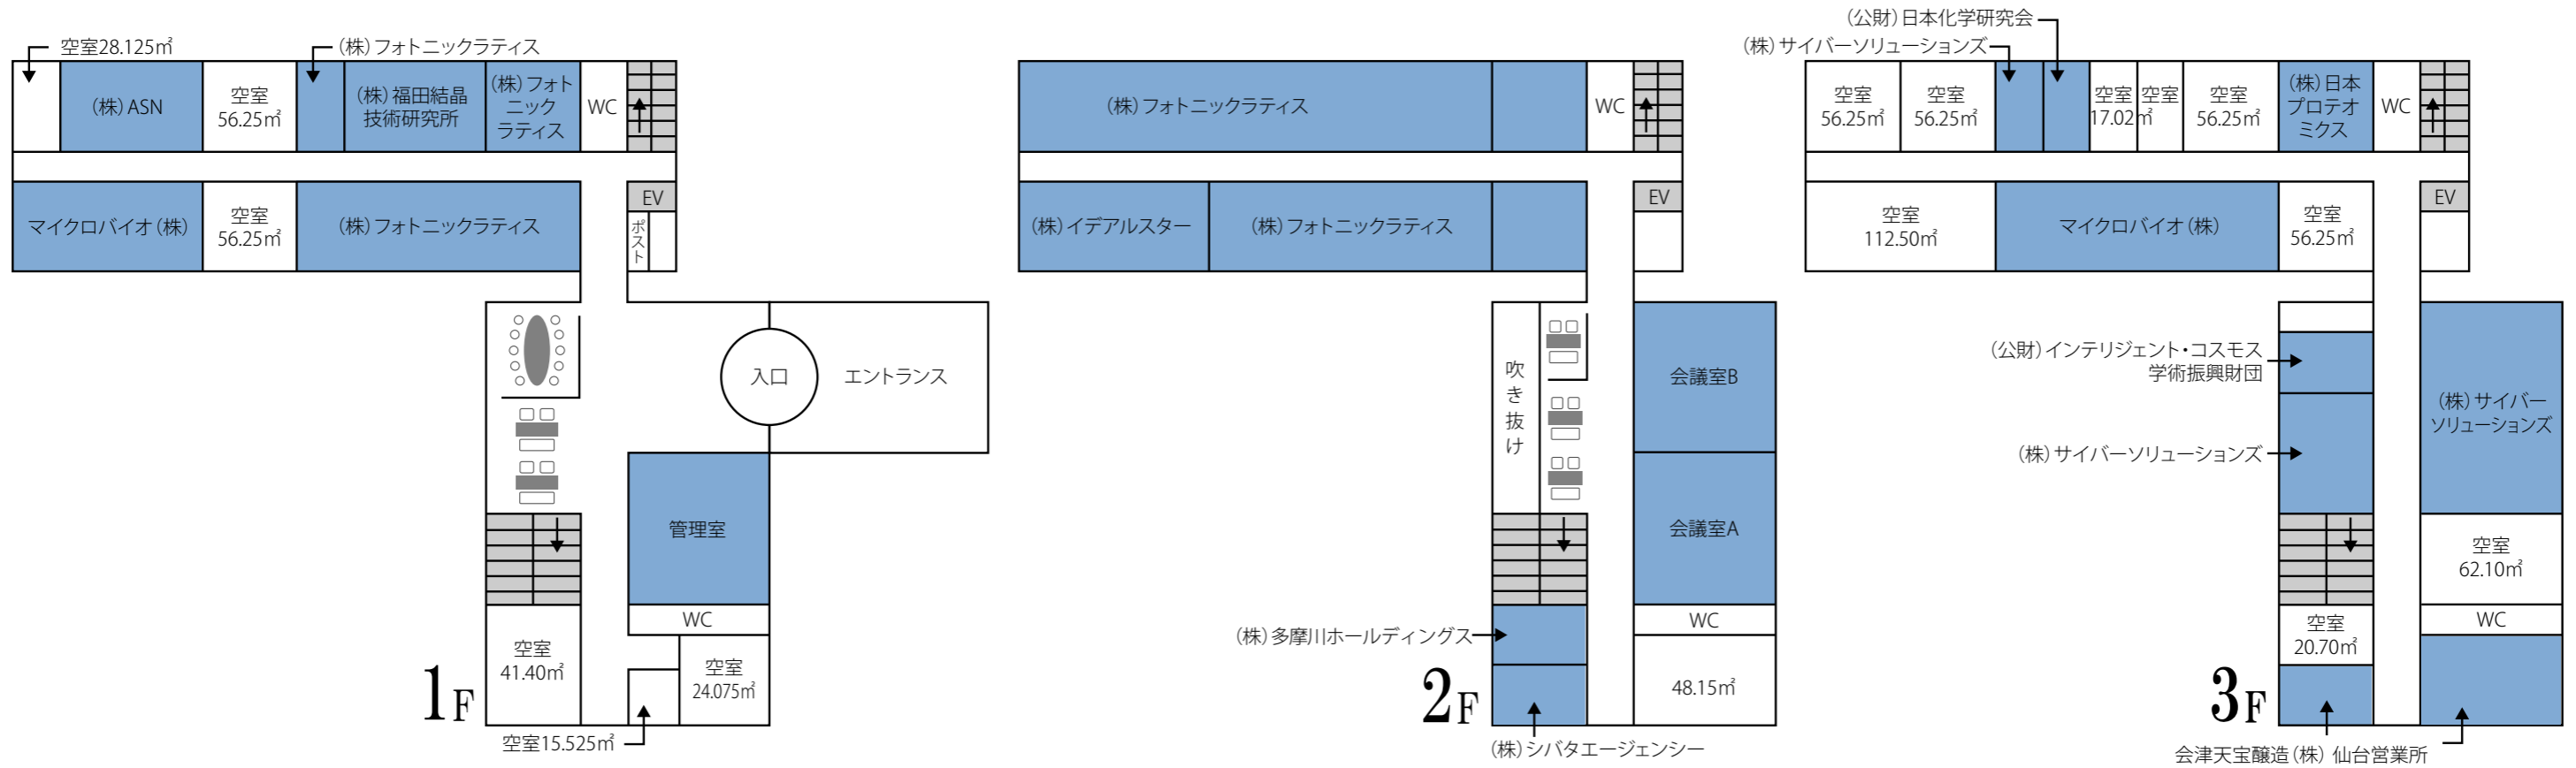 空室28.125㎡
(株)フォトニックラティス
(株)ASN
空室
56.25㎡
(株)福田結晶
技術研究所
(株)フォト
ニック
ラティス
WC
マイクロバイオ(株)
空室
56.25㎡
(株)フォトニックラティス
EV
ポスト
入口
エントランス
管理室
WC
空室
41.40㎡
空室
24.075㎡
空室15.525㎡
1F
(株)フォトニックラティス
WC
(株)イデアルスター
(株)フォトニックラティス
EV
吹き抜け
会議室B
会議室A
(株)多摩川ホールディングス
WC
48.15㎡
(株)シバタエージェンシー
2F
(公財)日本化学研究会
(株)サイバーソリューションズ
空室
56.25㎡
空室
56.25㎡
空室
17.02㎡
空室
空室
56.25㎡
(株)日本
プロテオ
ミクス
WC
空室
112.50㎡
マイクロバイオ(株)
空室
56.25㎡
EV
(公財)インテリジェント・コスモス
学術振興財団
(株)サイバーソリューションズ
(株)サイバー
ソリューションズ
空室
62.10㎡
WC
空室
20.70㎡
会津天宝醸造(株) 仙台営業所
3F